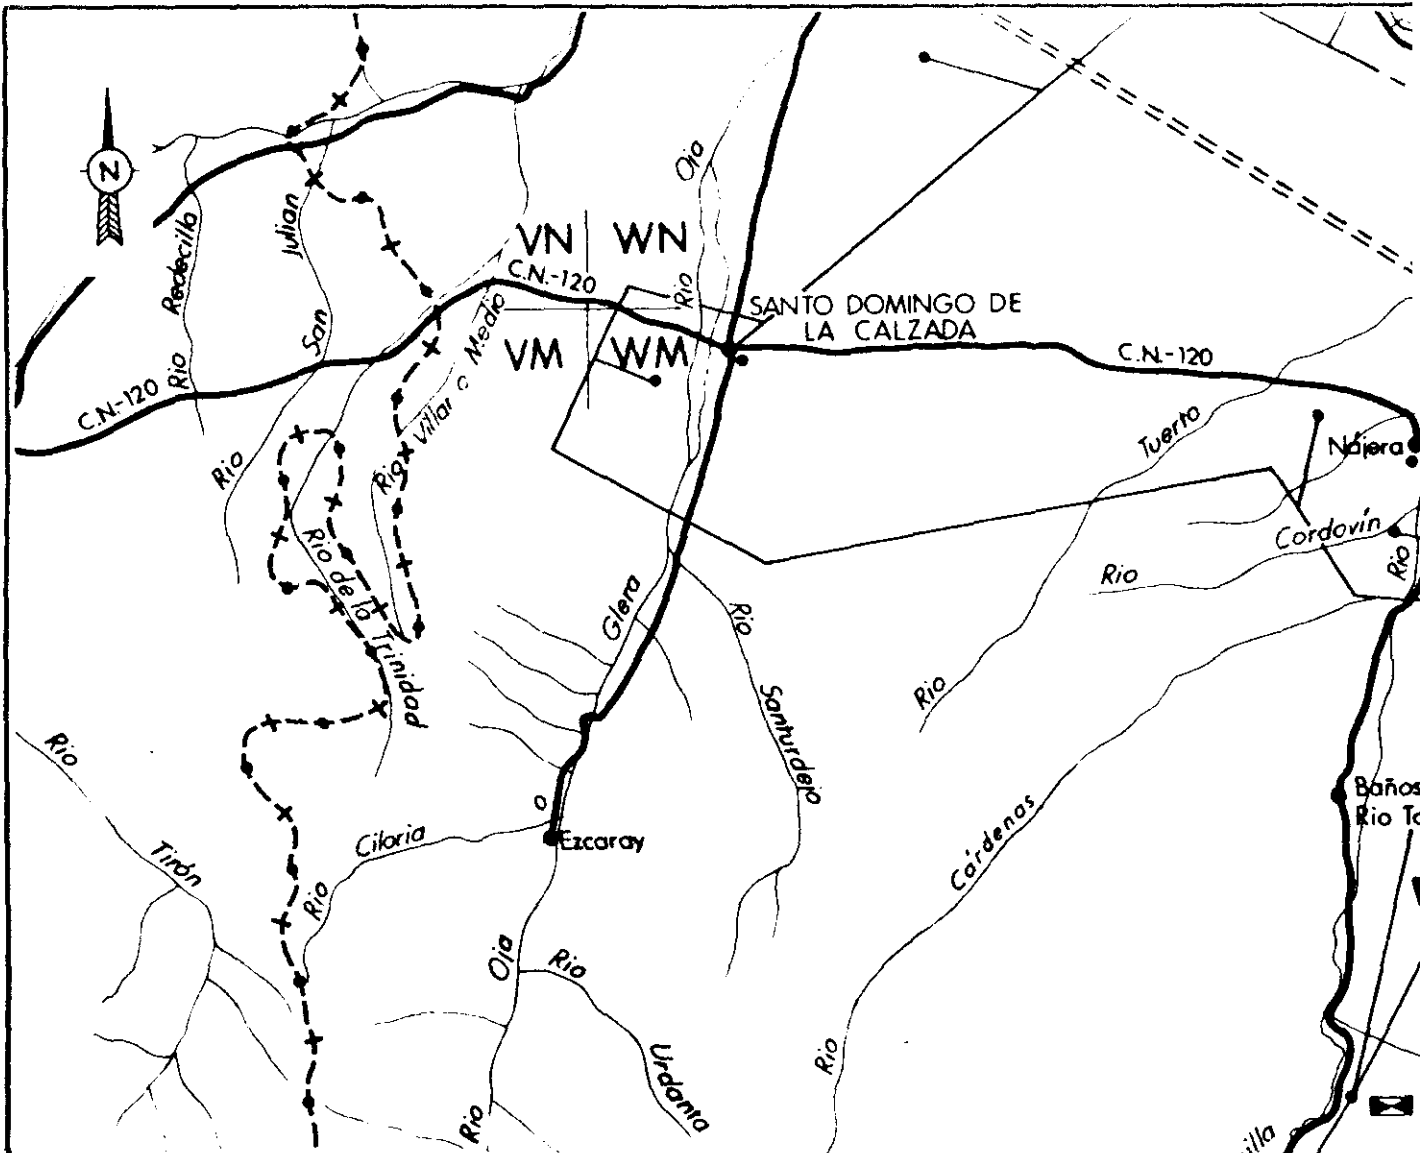 N
Oja
Rio
Redecilla
Rio
Julian
San
Rio
VN
WN
C.N.-120
SANTO DOMINGO DE
LA CALZADA
VM
WM
C.N.-120
C.N.-120
Villar o Medio
Rio
Tuerto
Rio
Nájera
Cordovín
Rio
Rio
Rio de la Trinidad
Glera
Rio
Santurdejo
Rio
Tirón
Baños
Rio
O
Ezcaray
Ciloria
Rio
Cárdenas
Rio
Oja
Rio
Rio
Urdanta
illa